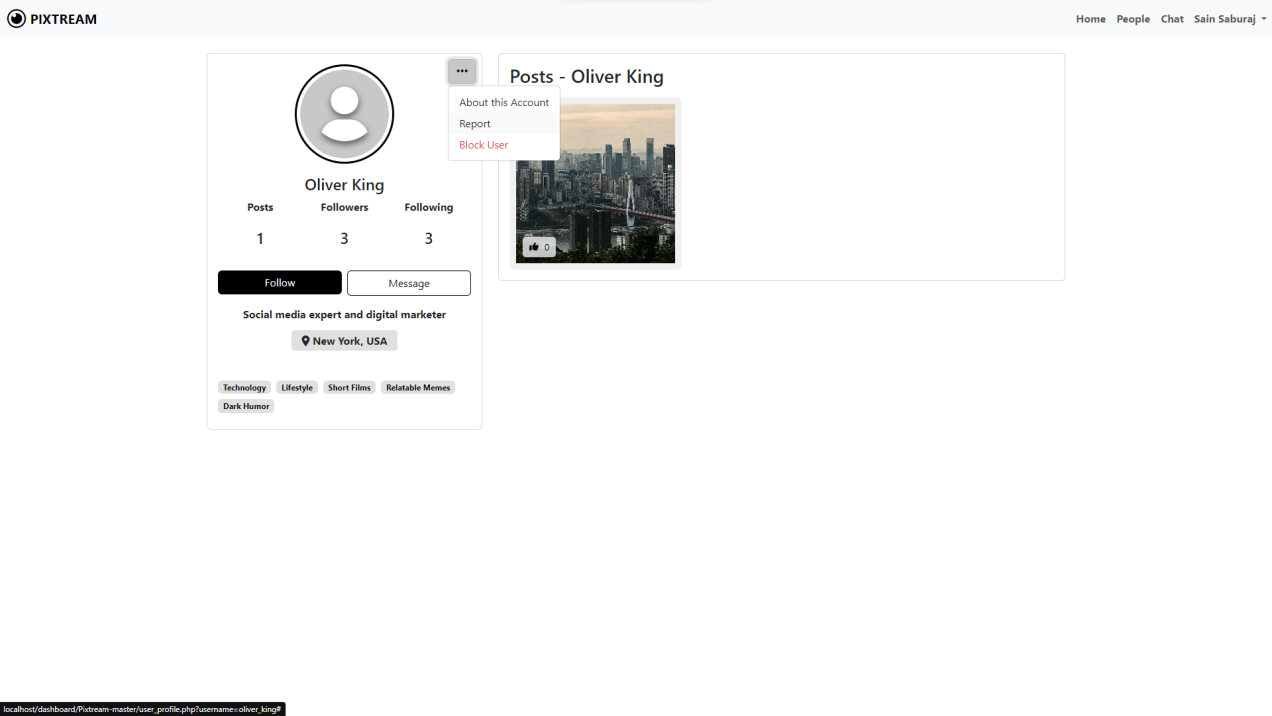 PIXTREAM
Home People Chat Sain Saburaj
Oliver King
Posts Followers Following
1 3 3
Follow Message
Social media expert and digital marketer
New York, USA
Technology Lifestyle Short Films Relatable Memes
Dark Humor
About this Account
Report
Block User
Posts - Oliver King
0
localhost/dashboard/Pixtream-master/user_profile.php?username=oliver_king#